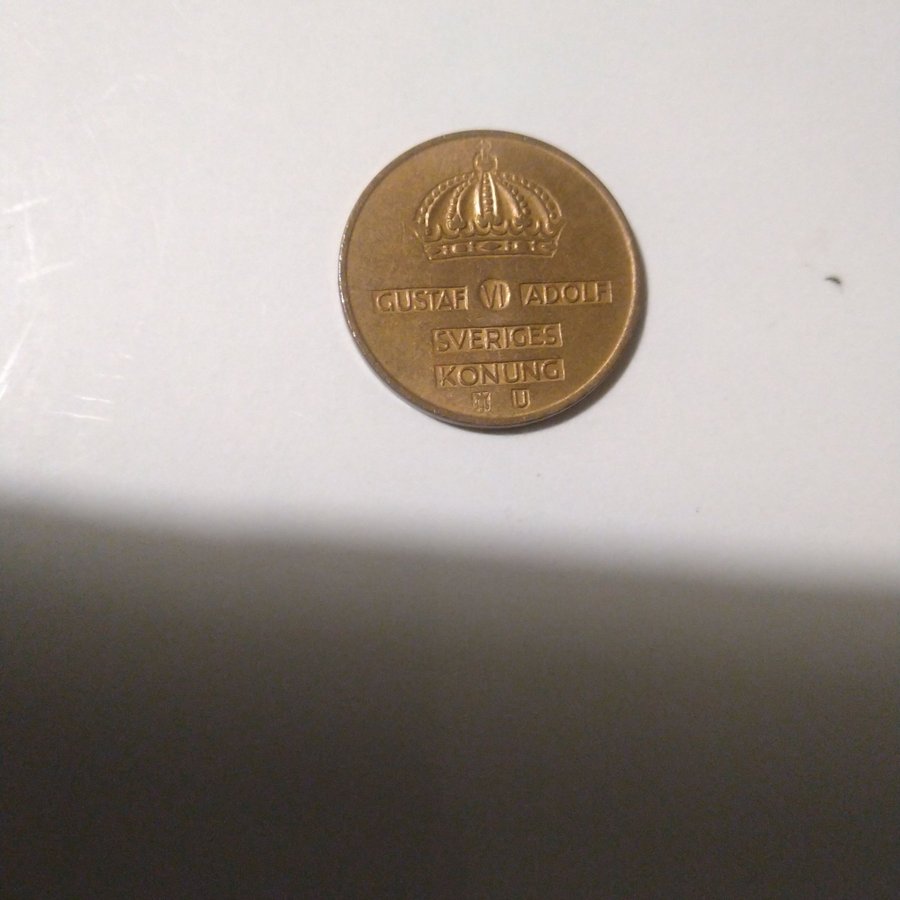 GUSTAF VI ADOLF
SVERIGES
KONUNG
U